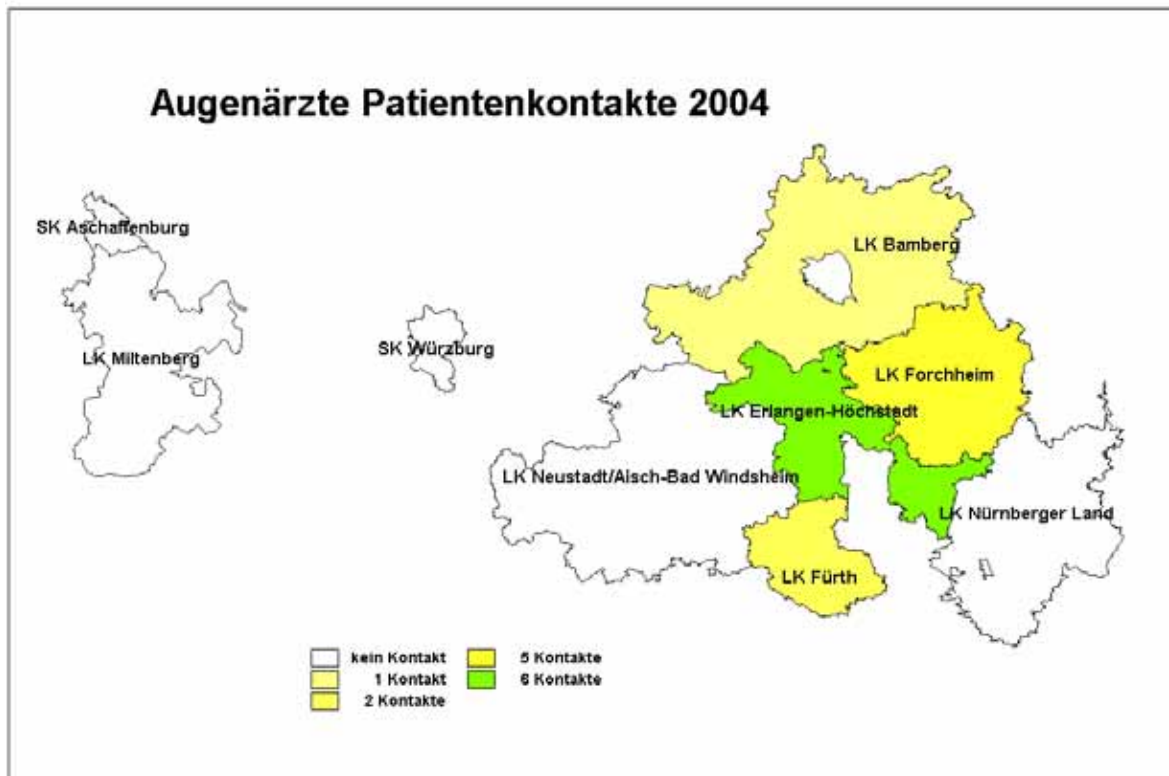 Augenärzte Patientenkontakte 2004
SK Aschaffenburg
LK Bamberg
SK Würzburg
LK Miltenberg
LK Forchheim
LK Erlangen-Höchstadt
LK Neustadt/Aisch-Bad Windsheim
LK Nürnberger Land
LK Fürth
kein Kontakt
1 Kontakt
2 Kontakte
5 Kontakte
6 Kontakte